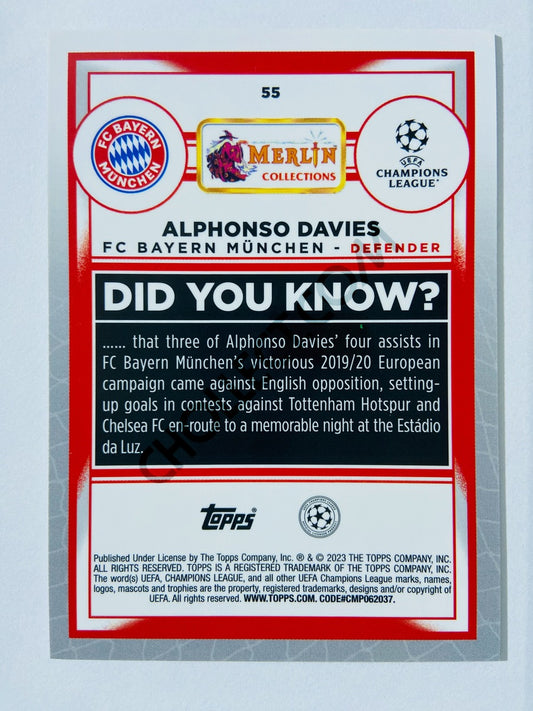 55
FC BAYERN
MÜNCHEN
MERLIN
COLLECTIONS
UEFA
CHAMPIONS
LEAGUE®
ALPHONSO DAVIES
FC BAYERN MÜNCHEN - DEFENDER
DID YOU KNOW?
...... that three of Alphonso Davies' four assists in
FC Bayern München's victorious 2019/20 European
campaign came against English opposition, setting-
up goals in contests against Tottenham Hotspur and
Chelsea FC en-route to a memorable night at the Estádio
da Luz.
topps®
Published Under License by The Topps Company, Inc. ® & © 2023 THE TOPPS COMPANY, INC.
ALL RIGHTS RESERVED. TOPPS IS A REGISTERED TRADEMARK OF THE TOPPS COMPANY, INC.
The word(s) UEFA, CHAMPIONS LEAGUE, and all other UEFA Champions League marks, names,
logos, mascots and trophies are the property, registered trademarks, designs and/or copyright of
UEFA. All rights reserved. WWW.TOPPS.COM. CODE#CMP062037.